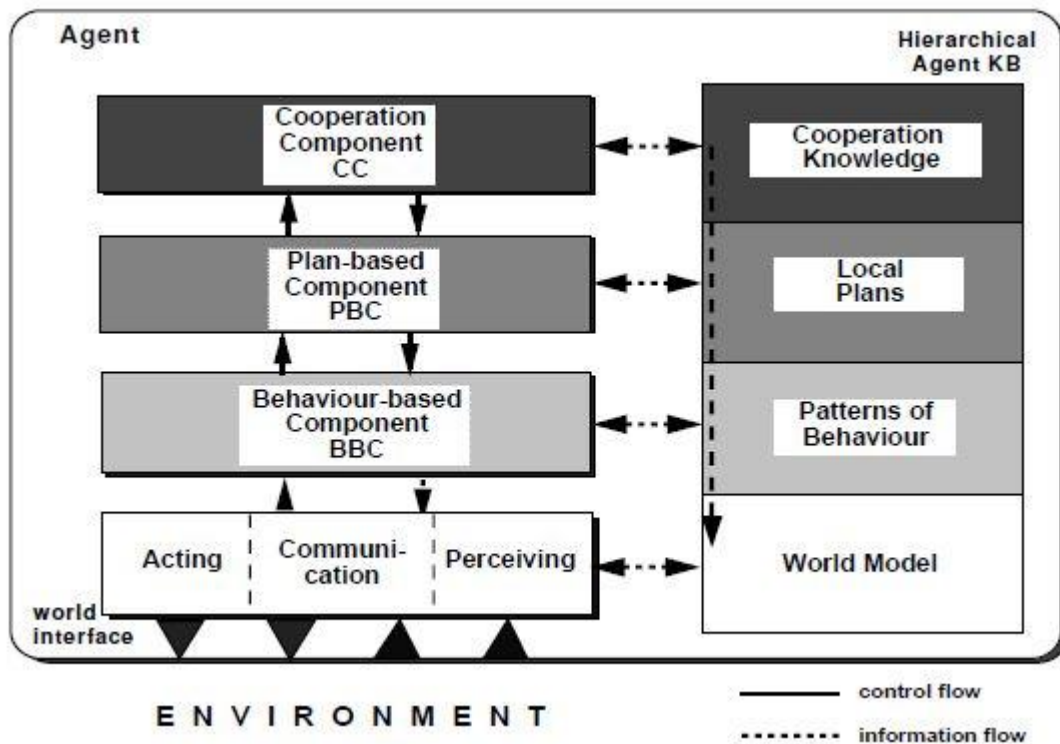 Agent
Hierarchical
Agent KB
Cooperation
Component
CC
Cooperation
Knowledge
Plan-based
Component
PBC
Local
Plans
Behaviour-based
Component
BBC
Patterns of
Behaviour
Acting
Communi-
cation
Perceiving
World Model
world
interface
ENVIRONMENT
control flow
information flow